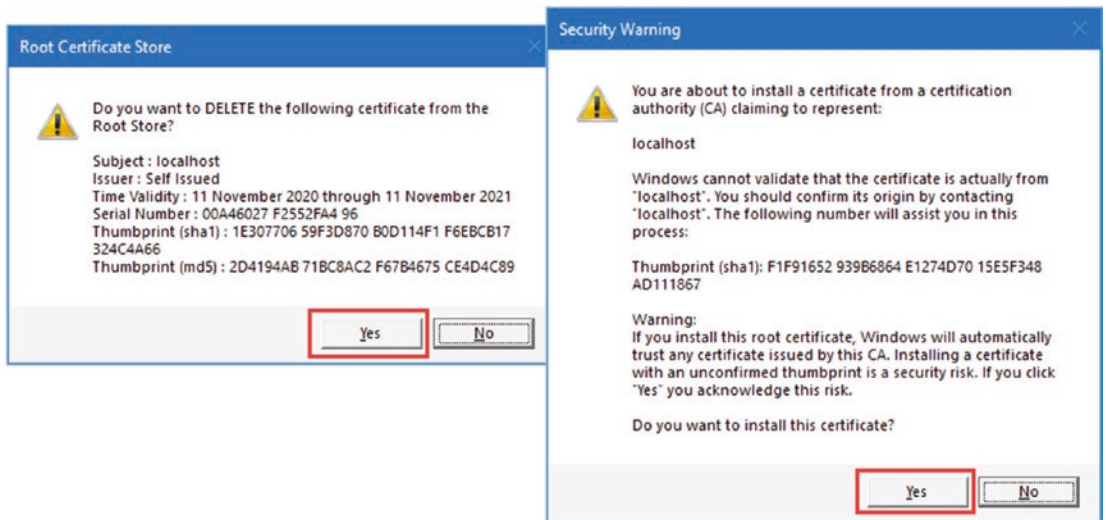 Root Certificate Store
Do you want to DELETE the following certificate from the
Root Store?
Subject : localhost
Issuer : Self Issued
Time Validity : 11 November 2020 through 11 November 2021
Serial Number : 00A46027 F2552FA4 96
Thumbprint (sha1) : 1E307706 59F3D870 B0D114F1 F6EBCB17
324C4A66
Thumbprint (md5) : 2D4194AB 71BC8AC2 F67B4675 CE4D4C89
Yes
No
Security Warning
You are about to install a certificate from a certification
authority (CA) claiming to represent:
localhost
Windows cannot validate that the certificate is actually from
"localhost". You should confirm its origin by contacting
"localhost". The following number will assist you in this
process:
Thumbprint (sha1): F1F91652 939B6864 E1274D70 15E5F348
AD111867
Warning:
If you install this root certificate, Windows will automatically
trust any certificate issued by this CA. Installing a certificate
with an unconfirmed thumbprint is a security risk. If you click
"Yes" you acknowledge this risk.
Do you want to install this certificate?
Yes
No